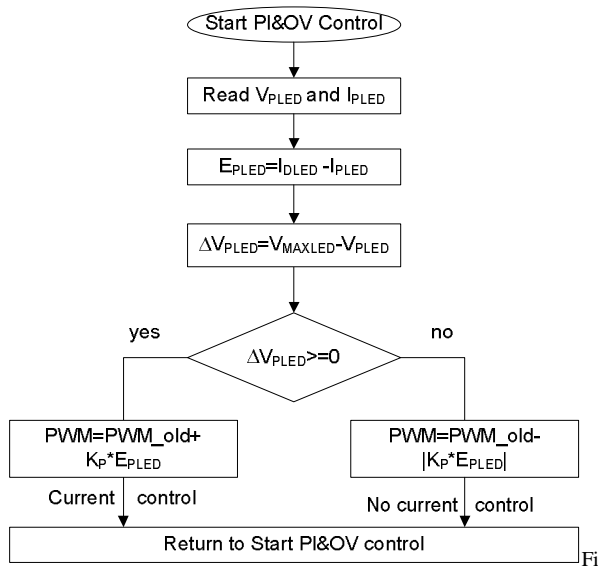 Start PI&OV Control
Read VPLED and IPLED
EPLED=IDLED -IPLED
ΔVPLED=VMAXLED-VPLED
yes
no
ΔVPLED>=0
PWM=PWM_old+
KP*EPLED
PWM=PWM_old-
|KP*EPLED|
Current control
No current control
Return to Start PI&OV control
Fi